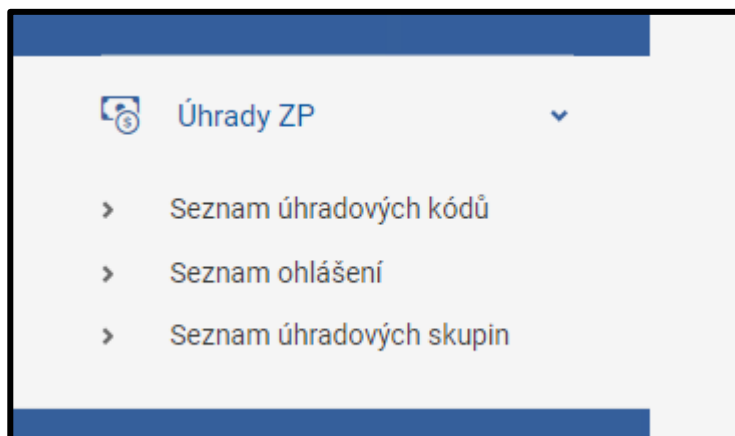 Úhrady ZP
Seznam úhradových kódů
Seznam ohlášení
Seznam úhradových skupin